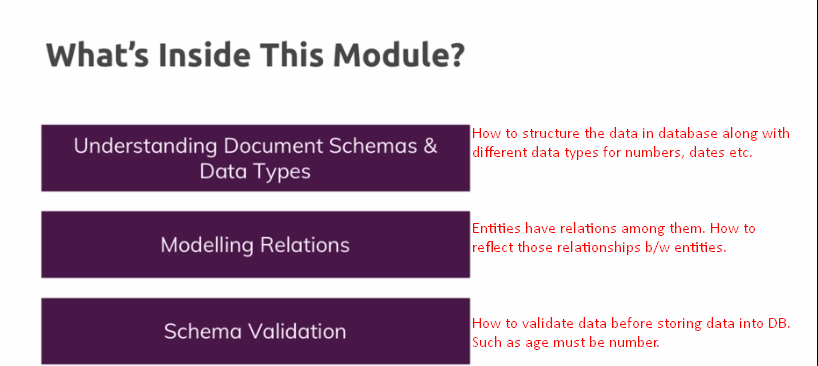 What's Inside This Module?
Understanding Document Schemas &
Data Types
How to structure the data in database along with
different data types for numbers, dates etc.
Modelling Relations
Entities have relations among them. How to
reflect those relationships b/w entities.
Schema Validation
How to validate data before storing data into DB.
Such as age must be number.